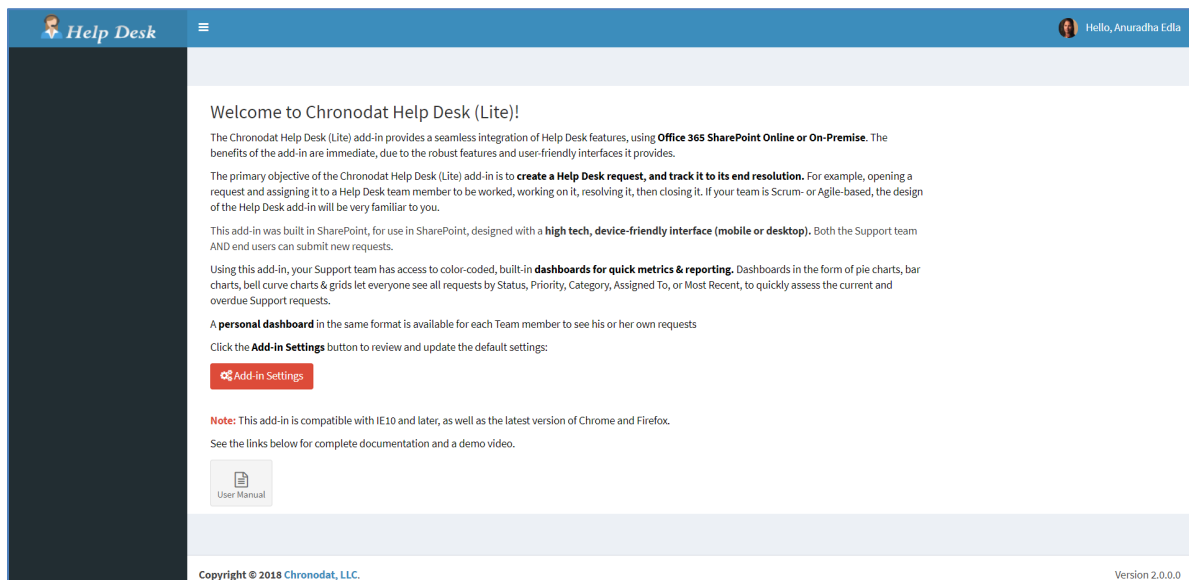 Help Desk
Hello, Anuradha Edla
Welcome to Chronodat Help Desk (Lite)!
The Chronodat Help Desk (Lite) add-in provides a seamless integration of Help Desk features, using Office 365 SharePoint Online or On-Premise. The
benefits of the add-in are immediate, due to the robust features and user-friendly interfaces it provides.
The primary objective of the Chronodat Help Desk (Lite) add-in is to create a Help Desk request, and track it to its end resolution. For example, opening a
request and assigning it to a Help Desk team member to be worked, working on it, resolving it, then closing it. If your team is Scrum- or Agile-based, the design
of the Help Desk add-in will be very familiar to you.
This add-in was built in SharePoint, for use in SharePoint, designed with a high tech, device-friendly interface (mobile or desktop). Both the Support team
AND end users can submit new requests.
Using this add-in, your Support team has access to color-coded, built-in dashboards for quick metrics & reporting. Dashboards in the form of pie charts, bar
charts, bell curve charts & grids let everyone see all requests by Status, Priority, Category, Assigned To, or Most Recent, to quickly assess the current and
overdue Support requests.
A personal dashboard in the same format is available for each Team member to see his or her own requests
Click the Add-in Settings button to review and update the default settings:
Add-in Settings
Note: This add-in is compatible with IE10 and later, as well as the latest version of Chrome and Firefox.
See the links below for complete documentation and a demo video.
User Manual
Copyright © 2018 Chronodat, LLC.
Version 2.0.0.0